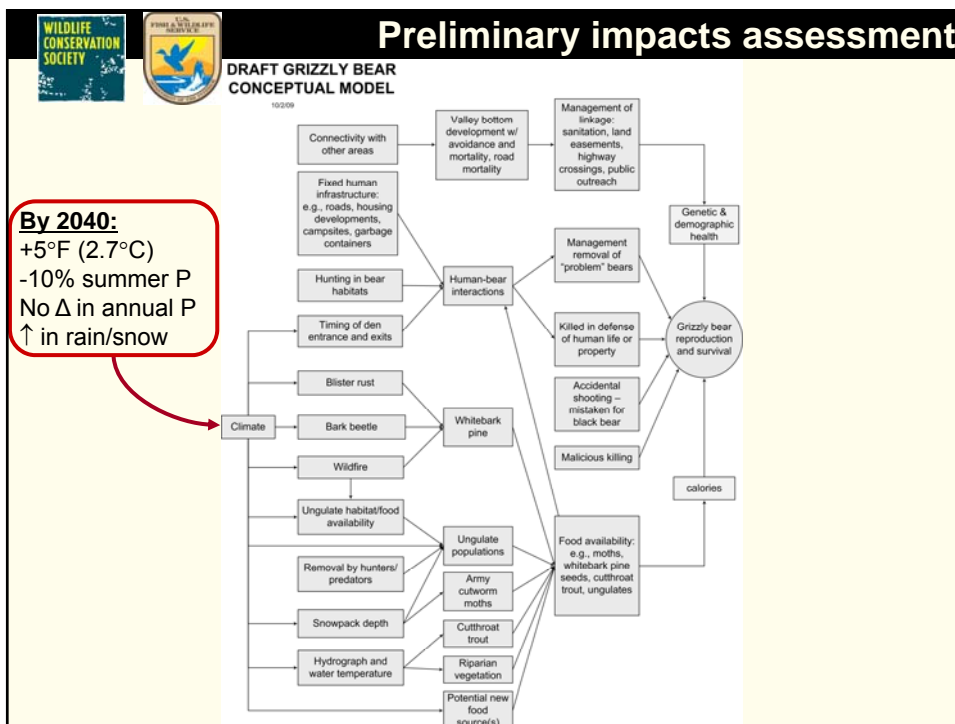 WILDLIFE
CONSERVATION
SOCIETY
U.S.
FISH & WILDLIFE
SERVICE
Preliminary impacts assessment
DRAFT GRIZZLY BEAR
CONCEPTUAL MODEL
10/2/09
By 2040:
+5°F (2.7°C)
-10% summer P
No Δ in annual P
↑ in rain/snow
Connectivity with
other areas
Valley bottom
development w/
avoidance and
mortality, road
mortality
Management of
linkage:
sanitation, land
easements,
highway
crossings, public
outreach
Fixed human
infrastructure:
e.g., roads, housing
developments,
campsites, garbage
containers
Genetic &
demographic
health
Hunting in bear
habitats
Human-bear
interactions
Management
removal of
"problem" bears
Timing of den
entrance and exits
Killed in defense
of human life or
property
Grizzly bear
reproduction
and survival
Blister rust
Accidental
shooting –
mistaken for
black bear
Climate
Bark beetle
Whitebark
pine
Malicious killing
Wildfire
calories
Ungulate habitat/food
availability
Ungulate
populations
Food availability:
e.g., moths,
whitebark pine
seeds, cutthroat
trout, ungulates
Removal by hunters/
predators
Army
cutworm
moths
Snowpack depth
Cutthroat
trout
Hydrograph and
water temperature
Riparian
vegetation
Potential new
food
source(s)